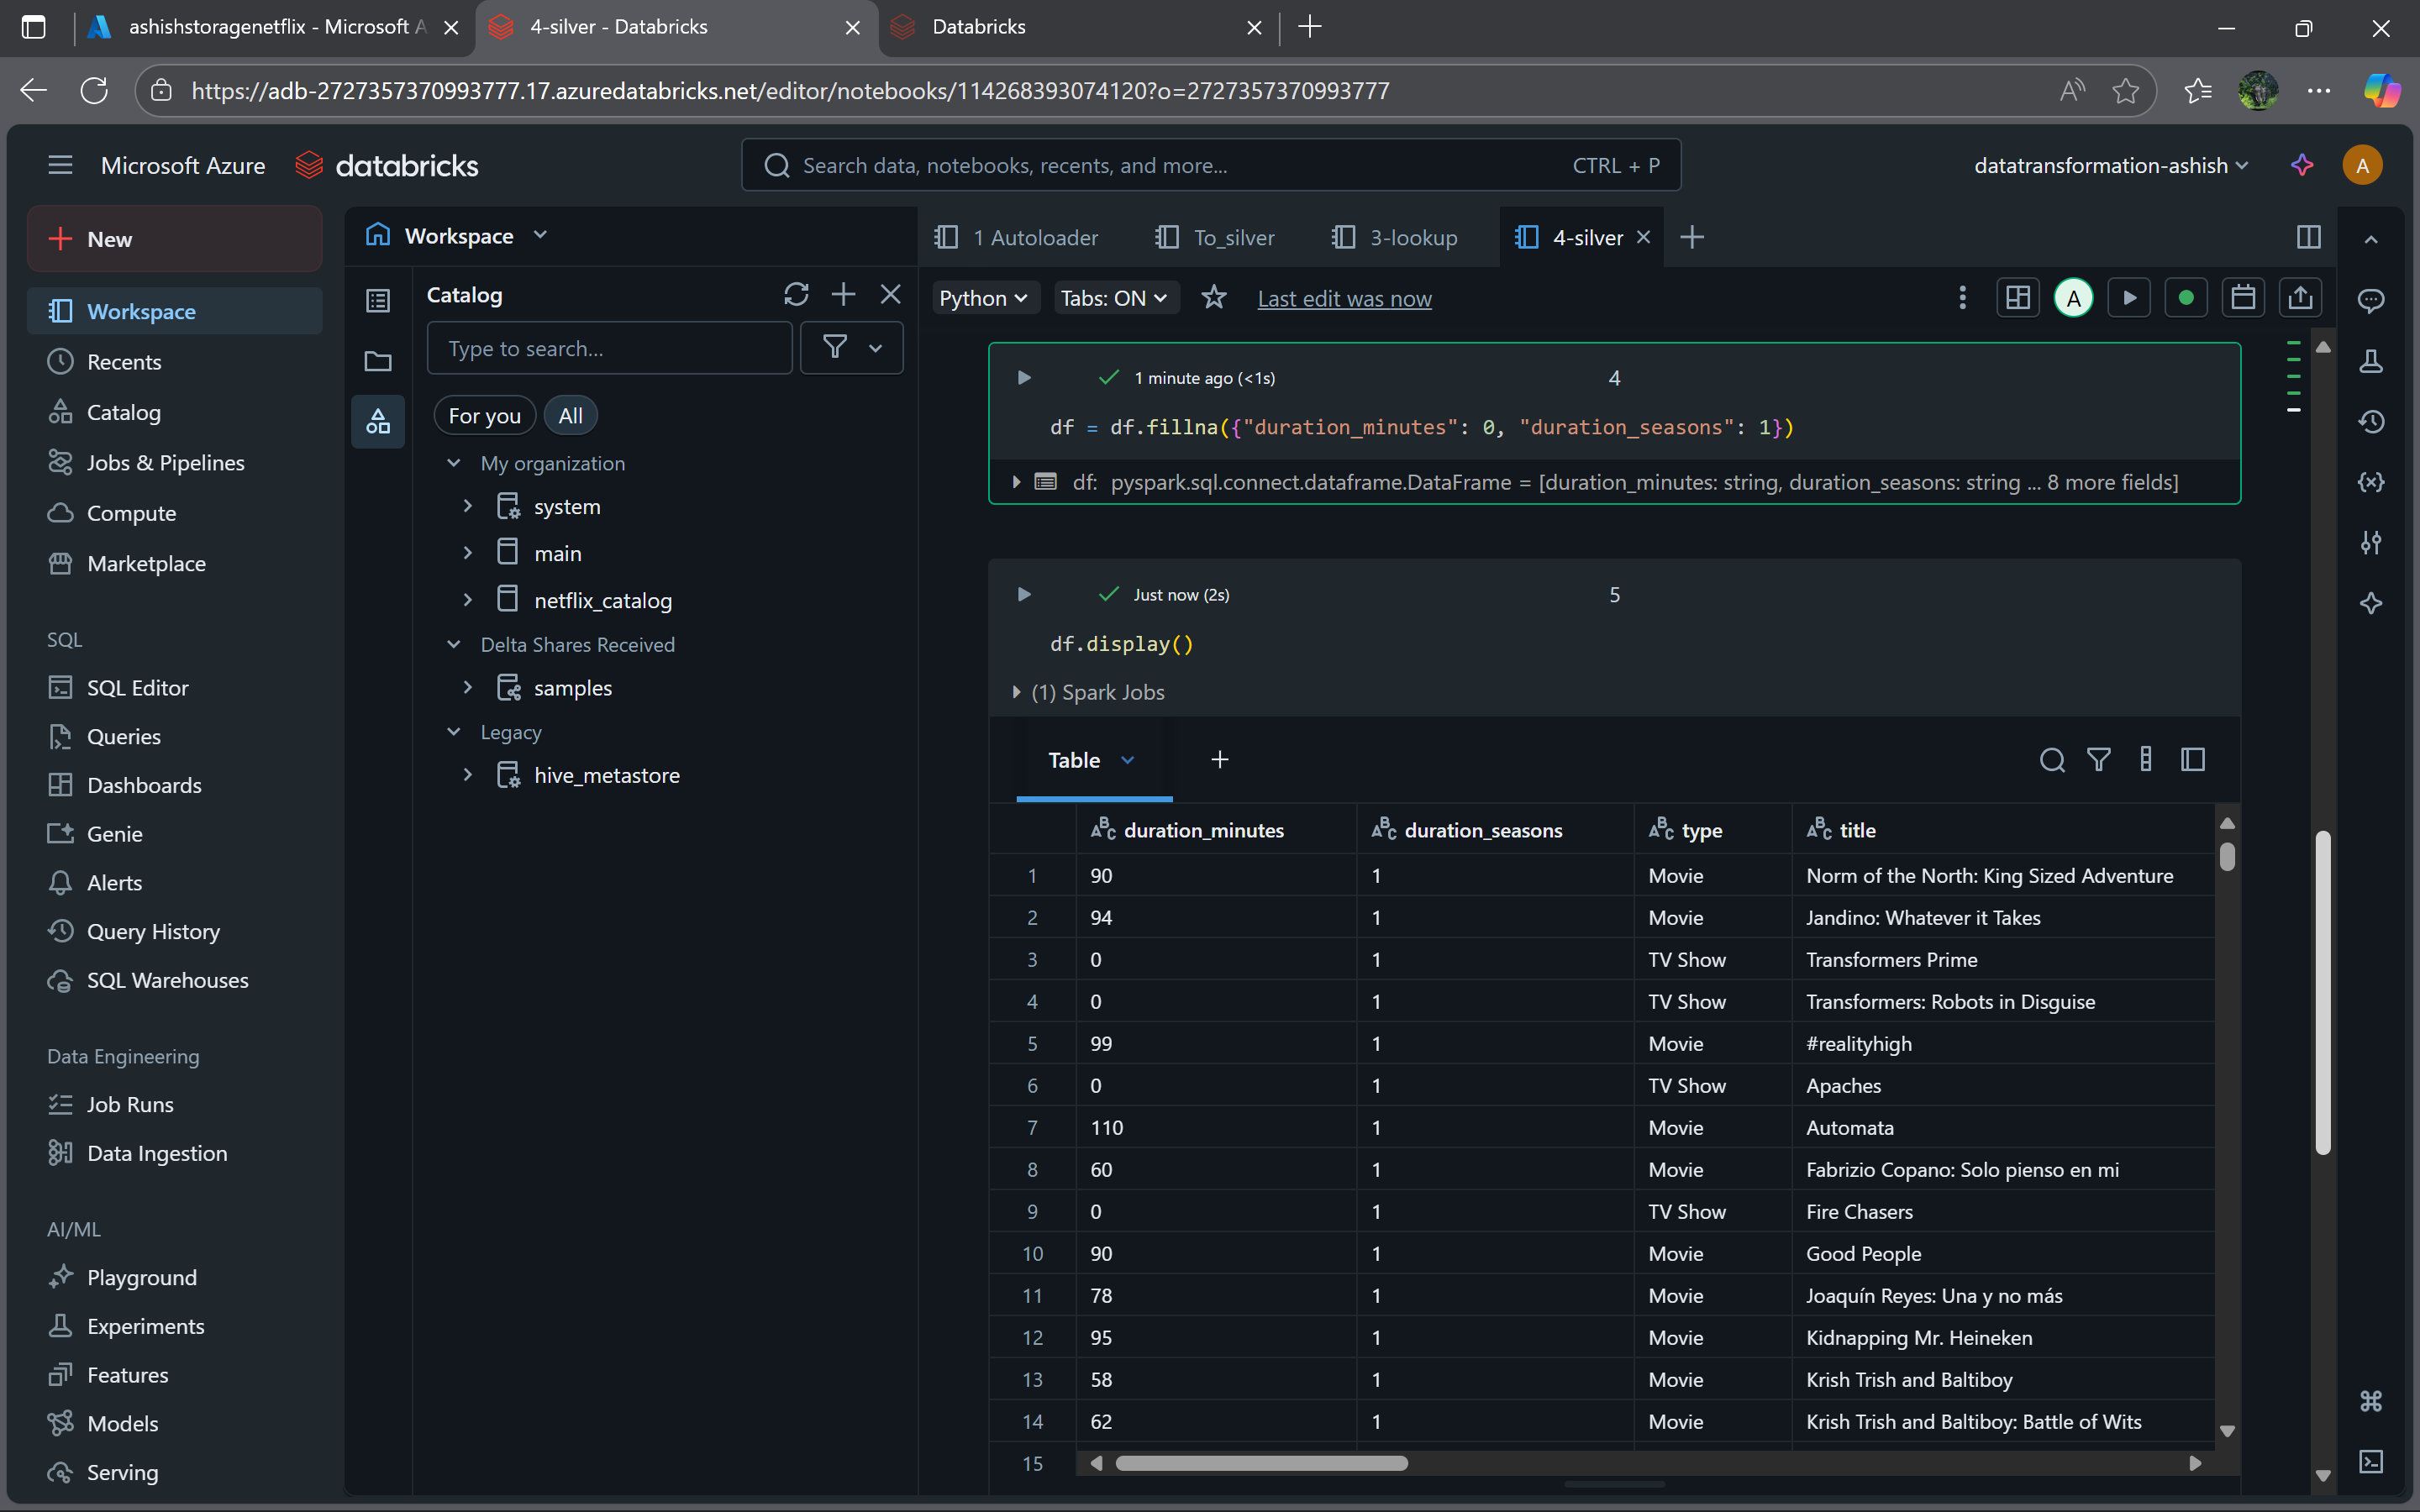 ashishstoragenetflix - Microsoft A
4-silver - Databricks
Databricks
https://adb-2727357370993777.17.azuredatabricks.net/editor/notebooks/114268393074120?o=2727357370993777
Microsoft Azure
databricks
Search data, notebooks, recents, and more...
CTRL + P
datatransformation-ashish
A
New
Workspace
Recents
Catalog
Jobs & Pipelines
Compute
Marketplace
SQL
SQL Editor
Queries
Dashboards
Genie
Alerts
Query History
SQL Warehouses
Data Engineering
Job Runs
Data Ingestion
AI/ML
Playground
Experiments
Features
Models
Serving
Workspace
Catalog
Type to search...
For you
All
My organization
system
main
netflix_catalog
Delta Shares Received
samples
Legacy
hive_metastore
1 Autoloader
To_silver
3-lookup
4-silver
Python
Tabs: ON
Last edit was now
A
1 minute ago (<1s)
4
df = df.fillna({"duration_minutes": 0, "duration_seasons": 1})
df: pyspark.sql.connect.dataframe.DataFrame = [duration_minutes: string, duration_seasons: string ... 8 more fields]
Just now (2s)
5
df.display()
(1) Spark Jobs
Table
ABC duration_minutes ABC duration_seasons ABC type ABC title
1 90 1 Movie Norm of the North: King Sized Adventure
2 94 1 Movie Jandino: Whatever it Takes
3 0 1 TV Show Transformers Prime
4 0 1 TV Show Transformers: Robots in Disguise
5 99 1 Movie #realityhigh
6 0 1 TV Show Apaches
7 110 1 Movie Automata
8 60 1 Movie Fabrizio Copano: Solo pienso en mi
9 0 1 TV Show Fire Chasers
10 90 1 Movie Good People
11 78 1 Movie Joaquín Reyes: Una y no más
12 95 1 Movie Kidnapping Mr. Heineken
13 58 1 Movie Krish Trish and Baltiboy
14 62 1 Movie Krish Trish and Baltiboy: Battle of Wits
15